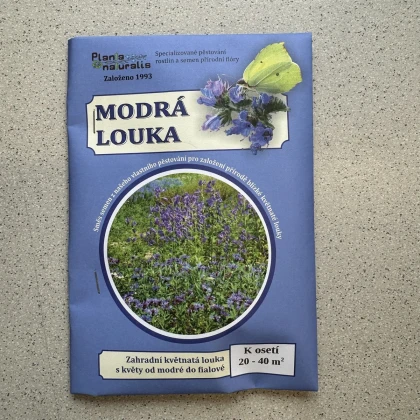 Planta
naturalis
Založeno 1993
Specializované pěstování
rostlin a semen přírodní flóry
MODRÁ
LOUKA
Směs semen z našeho vlastního pěstování pro založení přírodě blízké květnaté louky
Zahradní květnatá louka
s květy od modré do fialové
K osetí
20 - 40 m²